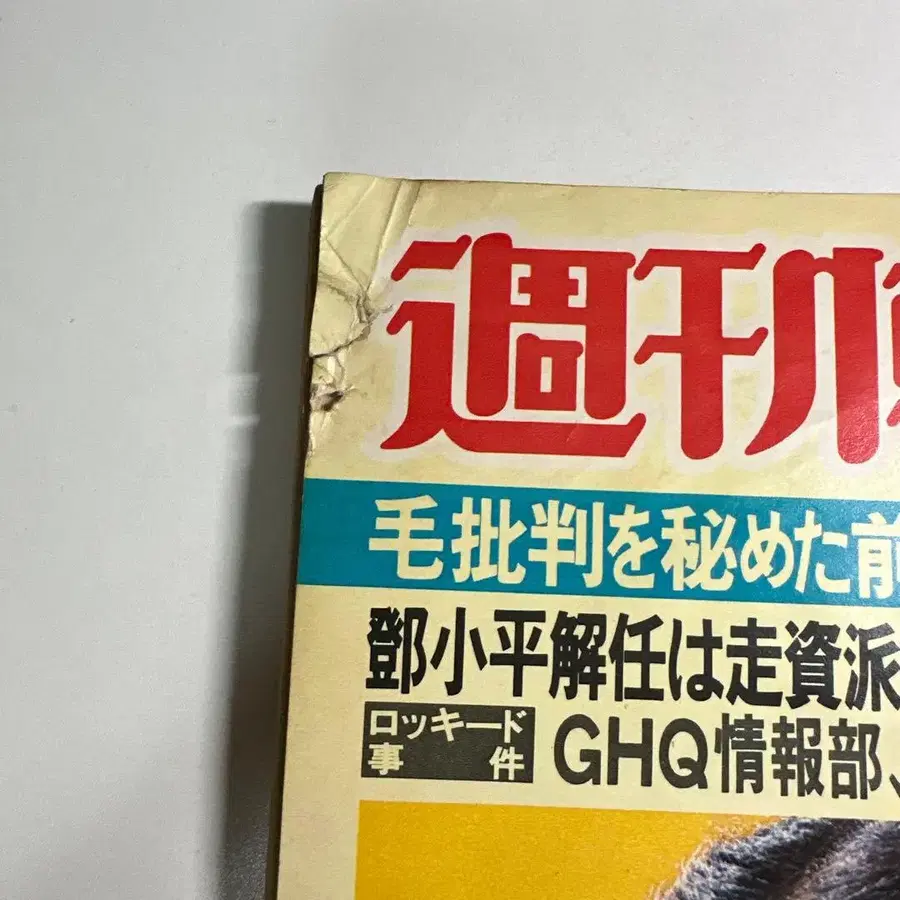 週刊
毛批判を秘めた前
鄧小平解任は走資派
ロッキード
事件
GHQ情報部、